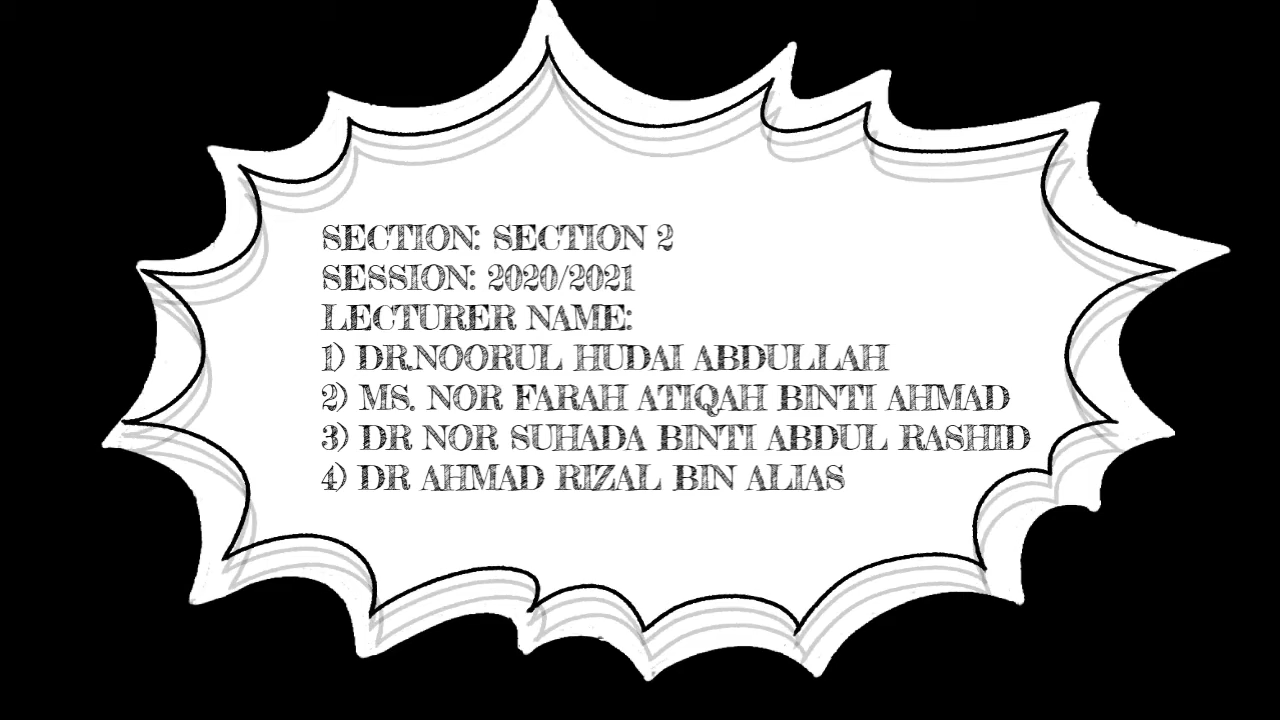 SECTION: SECTION 2
SESSION: 2020/2021
LECTURER NAME:
1) DR.NOORUL HUDAI ABDULLAH
2) MS. NOR FARAH ATIQAH BINTI AHMAD
3) DR NOR SUHADA BINTI ABDUL RASHID
4) DR AHMAD RIZAL BIN ALIAS